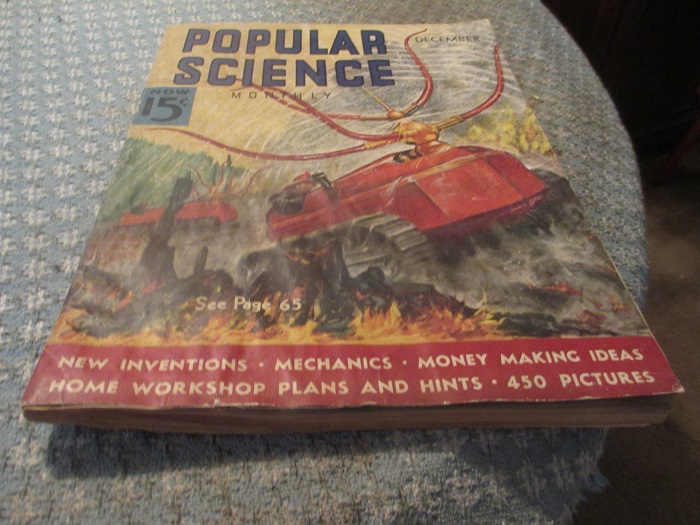 POPULAR
DECEMBER
SCIENCE
MONTHLY
NOW
15¢
See Page 65
NEW INVENTIONS · MECHANICS · MONEY MAKING IDEAS
HOME WORKSHOP PLANS AND HINTS · 450 PICTURES